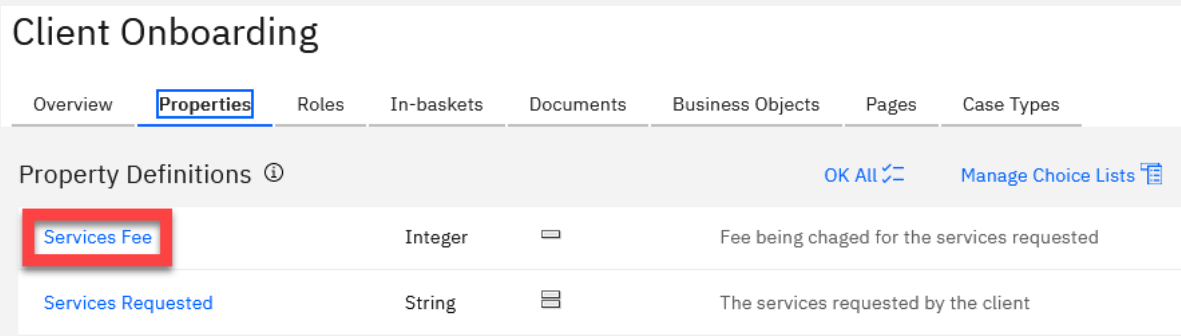 Client Onboarding
Overview Properties Roles In-baskets Documents Business Objects Pages Case Types
Property Definitions OK All Manage Choice Lists
Services Fee Integer Fee being chaged for the services requested
Services Requested String The services requested by the client